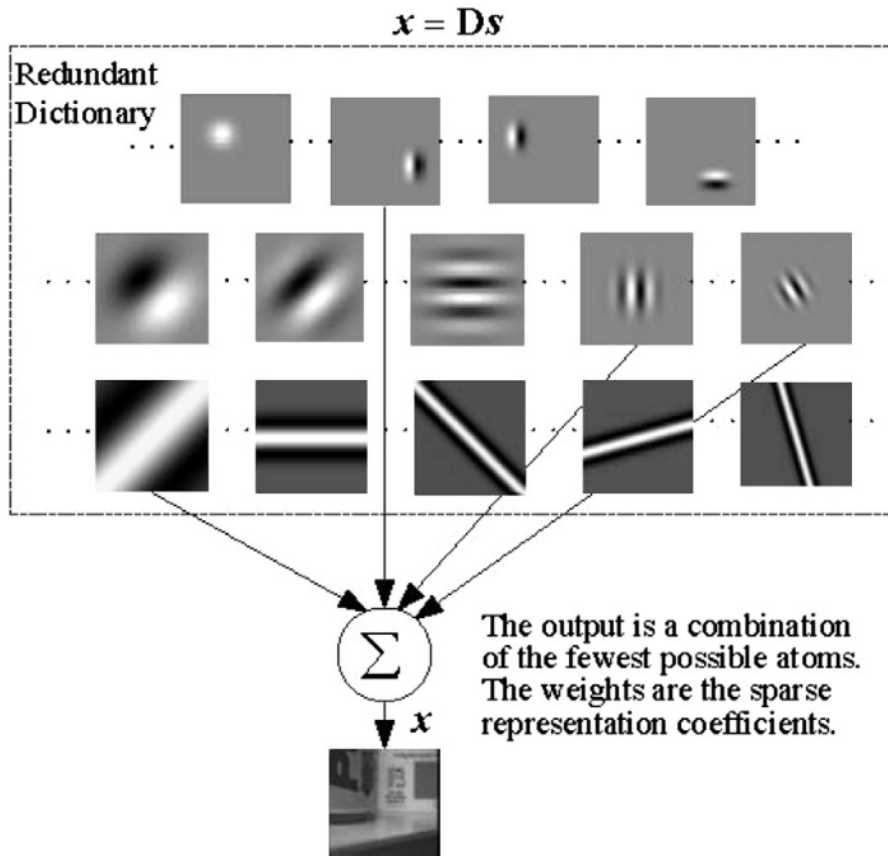 x = Ds
Redundant
Dictionary
Σ
The output is a combination
of the fewest possible atoms.
The weights are the sparse
representation coefficients.
x